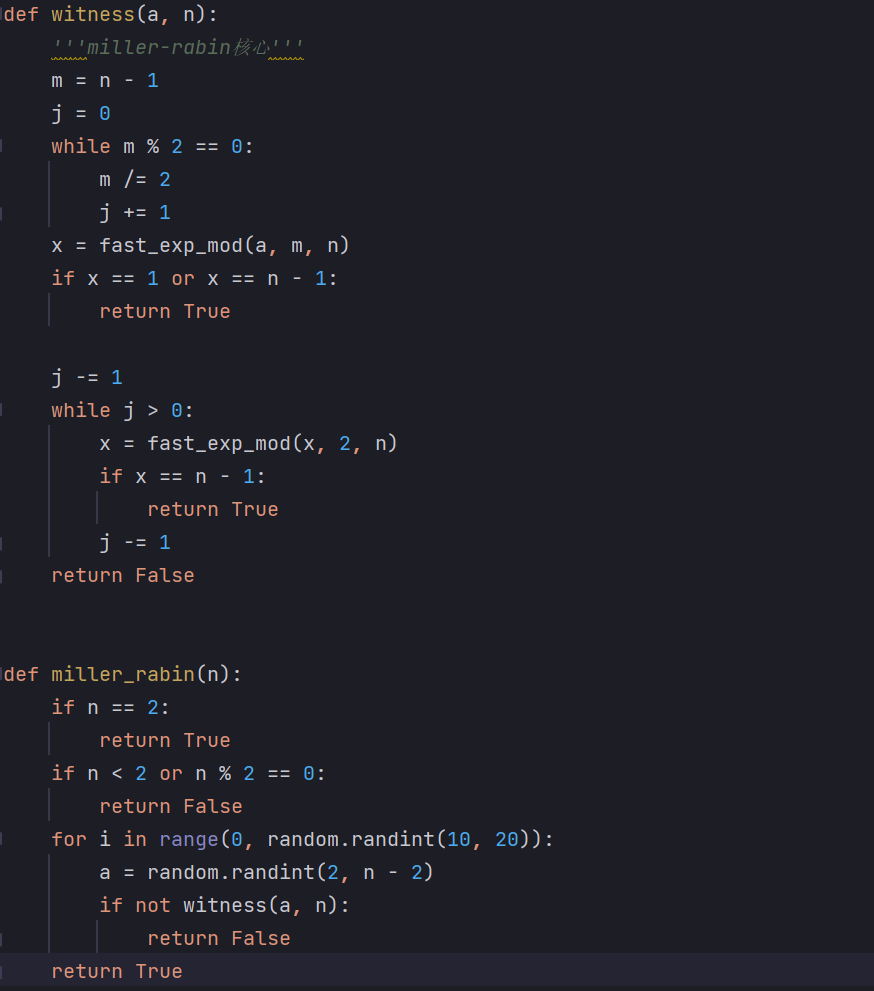 def witness(a, n):
    '''miller-rabin核心'''
    m = n - 1
    j = 0
    while m % 2 == 0:
        m /= 2
        j += 1
    x = fast_exp_mod(a, m, n)
    if x == 1 or x == n - 1:
        return True

    j -= 1
    while j > 0:
        x = fast_exp_mod(x, 2, n)
        if x == n - 1:
            return True
        j -= 1
    return False


def miller_rabin(n):
    if n == 2:
        return True
    if n < 2 or n % 2 == 0:
        return False
    for i in range(0, random.randint(10, 20)):
        a = random.randint(2, n - 2)
        if not witness(a, n):
            return False
    return True